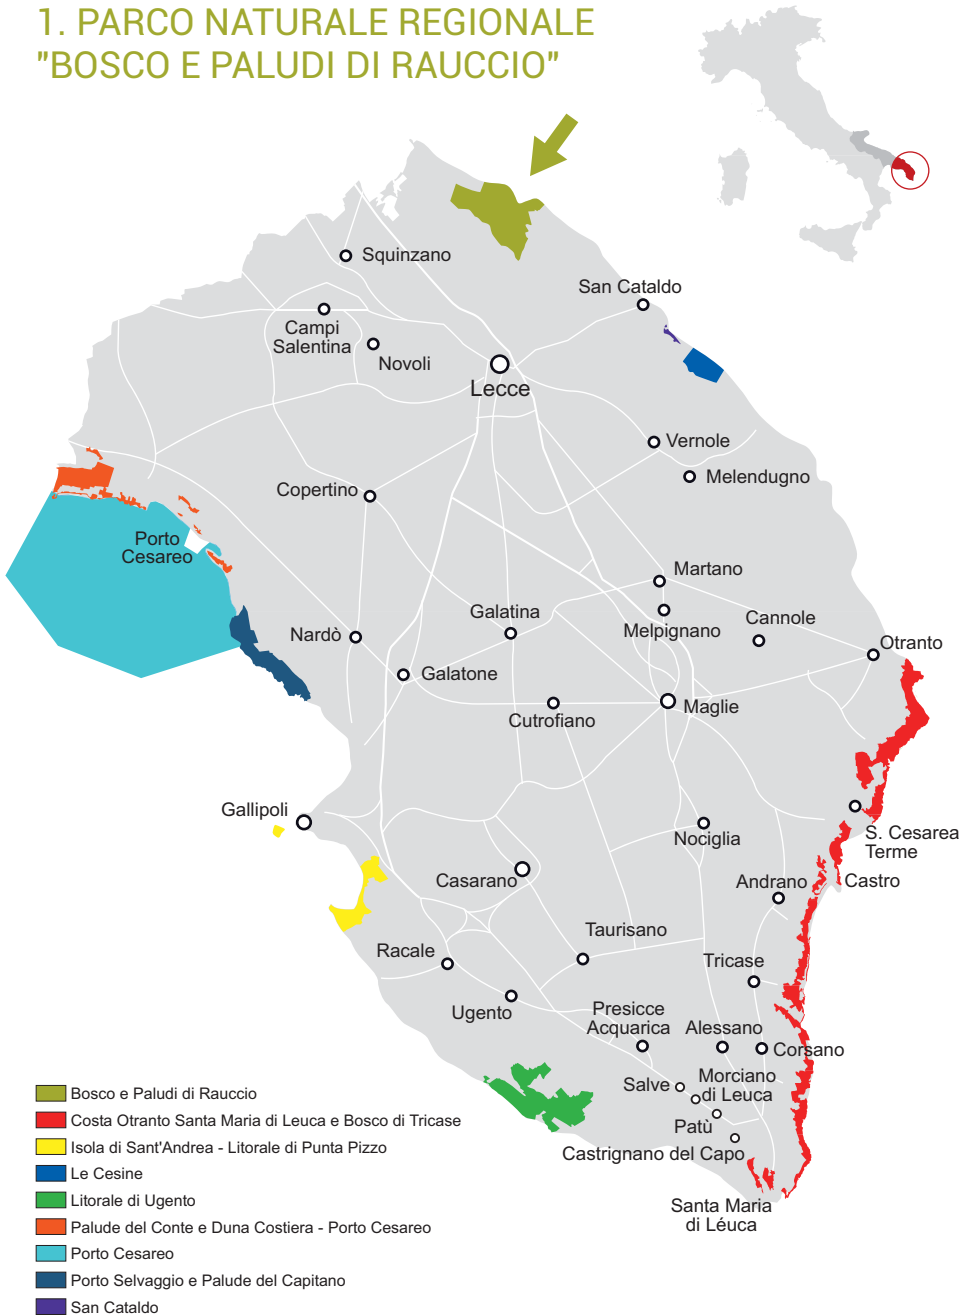 1. PARCO NATURALE REGIONALE
"BOSCO E PALUDI DI RAUCCIO"
Squinzano
San Cataldo
Campi
Salentina
Novoli
Lecce
Vernole
Melendugno
Copertino
Porto
Cesareo
Martano
Galatina
Melpignano
Cannole
Nardò
Otranto
Galatone
Cutrofiano
Maglie
Gallipoli
Nociglia
S. Cesarea
Terme
Casarano
Andrano
Castro
Taurisano
Racale
Tricase
Ugento
Presicce
Acquarica
Alessano
Corsano
Salve
Morciano
di Leuca
Patù
Castrignano del Capo
Santa Maria
di Léuca
Bosco e Paludi di Rauccio
Costa Otranto Santa Maria di Leuca e Bosco di Tricase
Isola di Sant'Andrea - Litorale di Punta Pizzo
Le Cesine
Litorale di Ugento
Palude del Conte e Duna Costiera - Porto Cesareo
Porto Cesareo
Porto Selvaggio e Palude del Capitano
San Cataldo